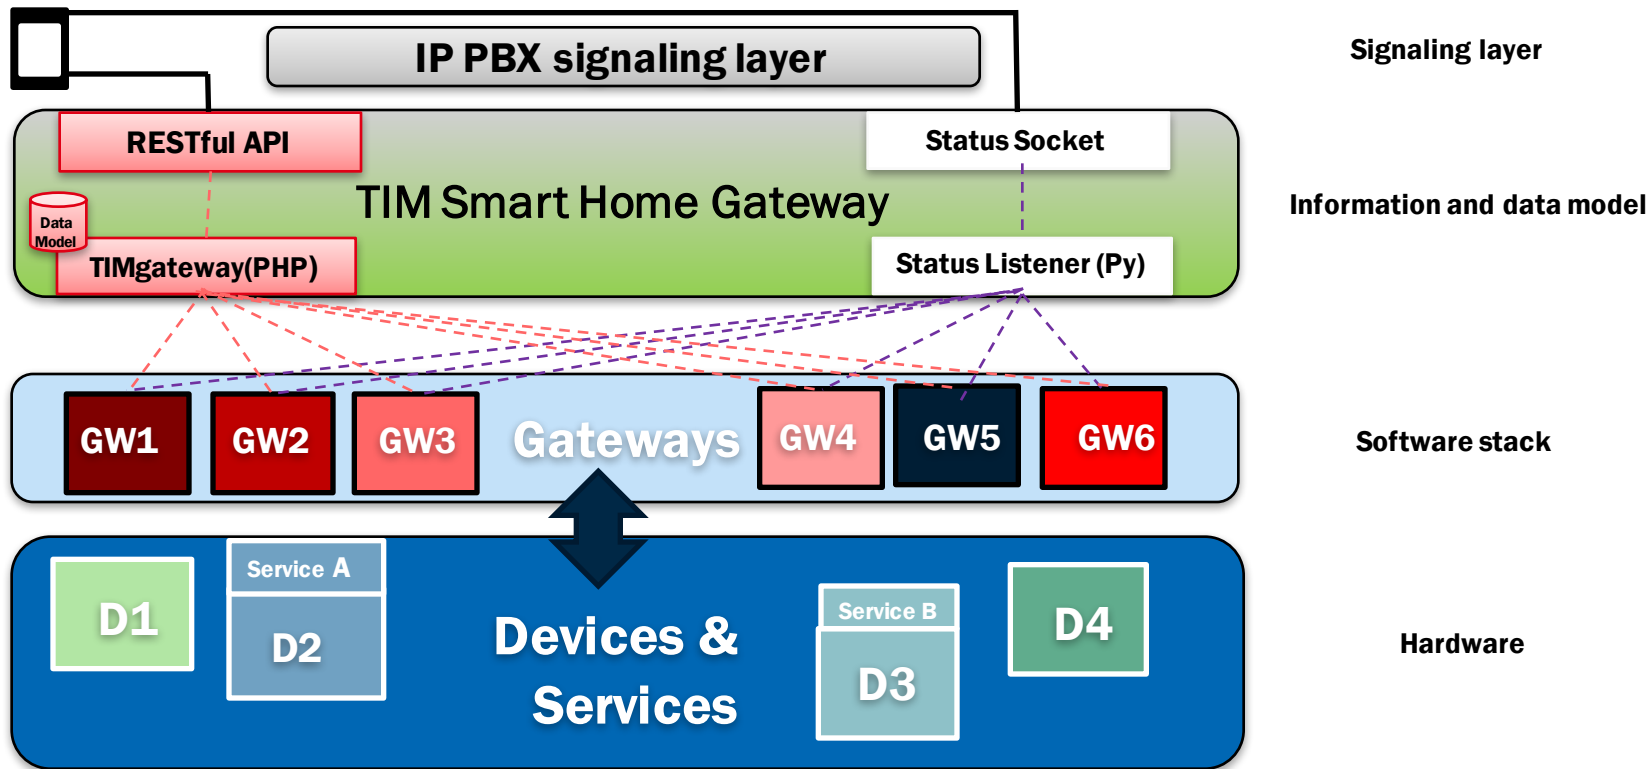 IP PBX signaling layer
Signaling layer
RESTful API
Status Socket
TIM Smart Home Gateway
Information and data model
Data
Model
TIMgateway(PHP)
Status Listener (Py)
GW1
GW2
GW3
Gateways
GW4
GW5
GW6
Software stack
Service A
D1
D2
Devices &
Services
Service B
D3
D4
Hardware